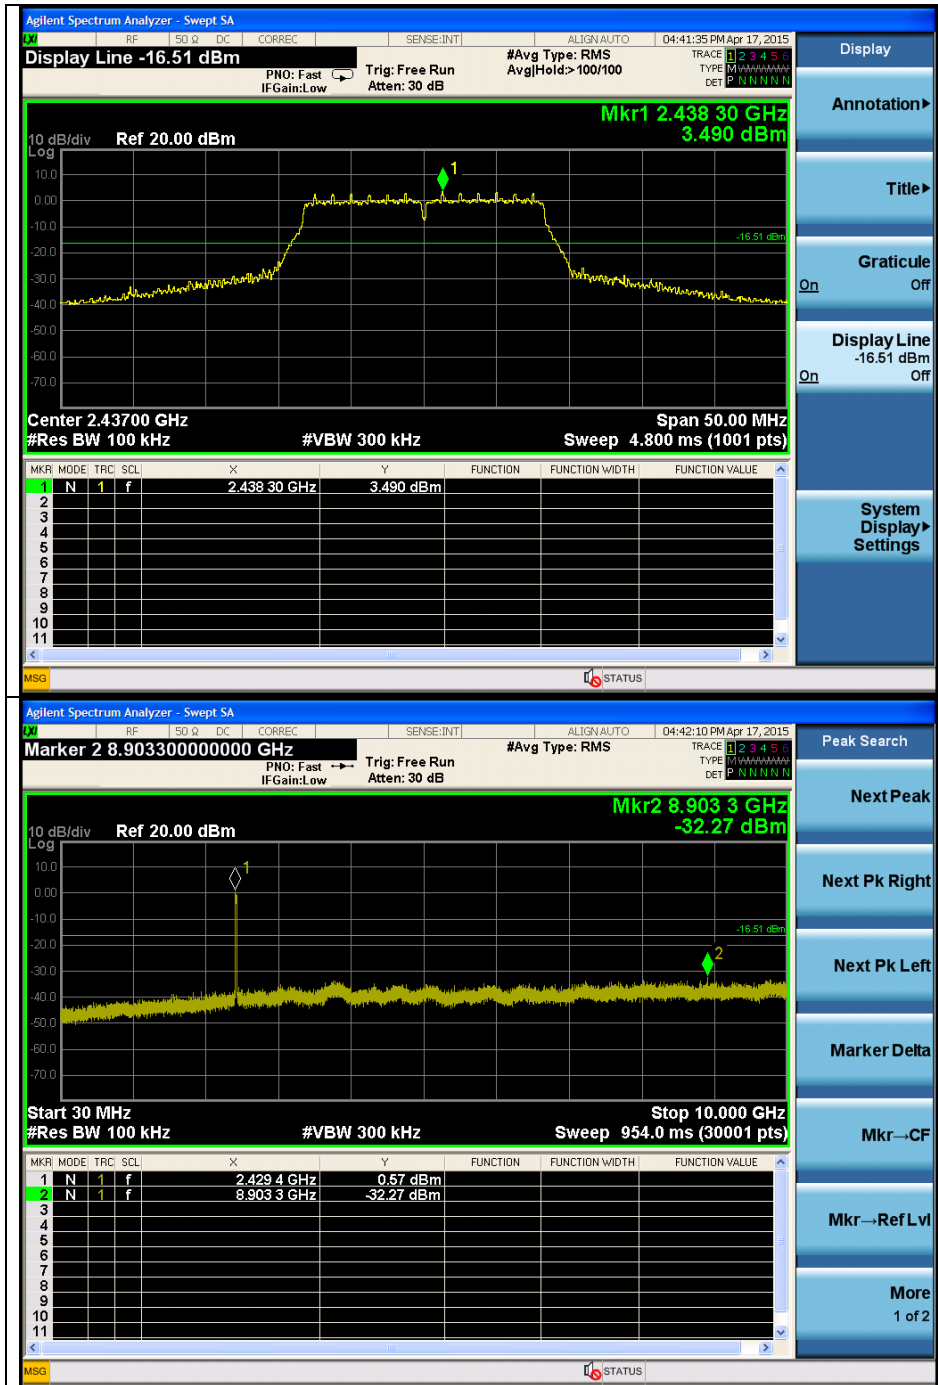 Agilent Spectrum Analyzer - Swept SA
LXI RF 50 Ω DC CORREC SENSE:INT ALIGN AUTO 04:41:35 PM Apr 17, 2015
Display Line -16.51 dBm
#Avg Type: RMS
TRACE 1 2 3 4 5 6
PNO: Fast
Trig: Free Run
Avg|Hold:>100/100
TYPE M WWWWW
IFGain:Low
Atten: 30 dB
DET P N N N N N
Mkr1 2.438 30 GHz
3.490 dBm
10 dB/div Ref 20.00 dBm
Log
10.0
1
0.00
-10.0
-16.51 dBm
-20.0
-30.0
-40.0
-50.0
-60.0
-70.0
Center 2.43700 GHz Span 50.00 MHz
#Res BW 100 kHz #VBW 300 kHz Sweep 4.800 ms (1001 pts)
MKR MODE TRC SCL X Y FUNCTION FUNCTION WIDTH FUNCTION VALUE
1 N 1 f 2.438 30 GHz 3.490 dBm
2
3
4
5
6
7
8
9
10
11
MSG STATUS
Display
Annotation
Title
Graticule
On Off
Display Line
-16.51 dBm
On Off
System
Display
Settings
Agilent Spectrum Analyzer - Swept SA
LXI RF 50 Ω DC CORREC SENSE:INT ALIGN AUTO 04:42:10 PM Apr 17, 2015
Marker 2 8.903300000000 GHz
#Avg Type: RMS
TRACE 1 2 3 4 5 6
PNO: Fast
Trig: Free Run
TYPE M WWWWW
IFGain:Low
Atten: 30 dB
DET P N N N N N
Mkr2 8.903 3 GHz
-32.27 dBm
10 dB/div Ref 20.00 dBm
Log
10.0
1
0.00
-10.0
-16.51 dBm
-20.0
2
-30.0
-40.0
-50.0
-60.0
-70.0
Start 30 MHz Stop 10.000 GHz
#Res BW 100 kHz #VBW 300 kHz Sweep 954.0 ms (30001 pts)
MKR MODE TRC SCL X Y FUNCTION FUNCTION WIDTH FUNCTION VALUE
1 N 1 f 2.429 4 GHz 0.57 dBm
2 N 1 f 8.903 3 GHz -32.27 dBm
3
4
5
6
7
8
9
10
11
MSG STATUS
Peak Search
Next Peak
Next Pk Right
Next Pk Left
Marker Delta
Mkr→CF
Mkr→Ref Lvl
More
1 of 2